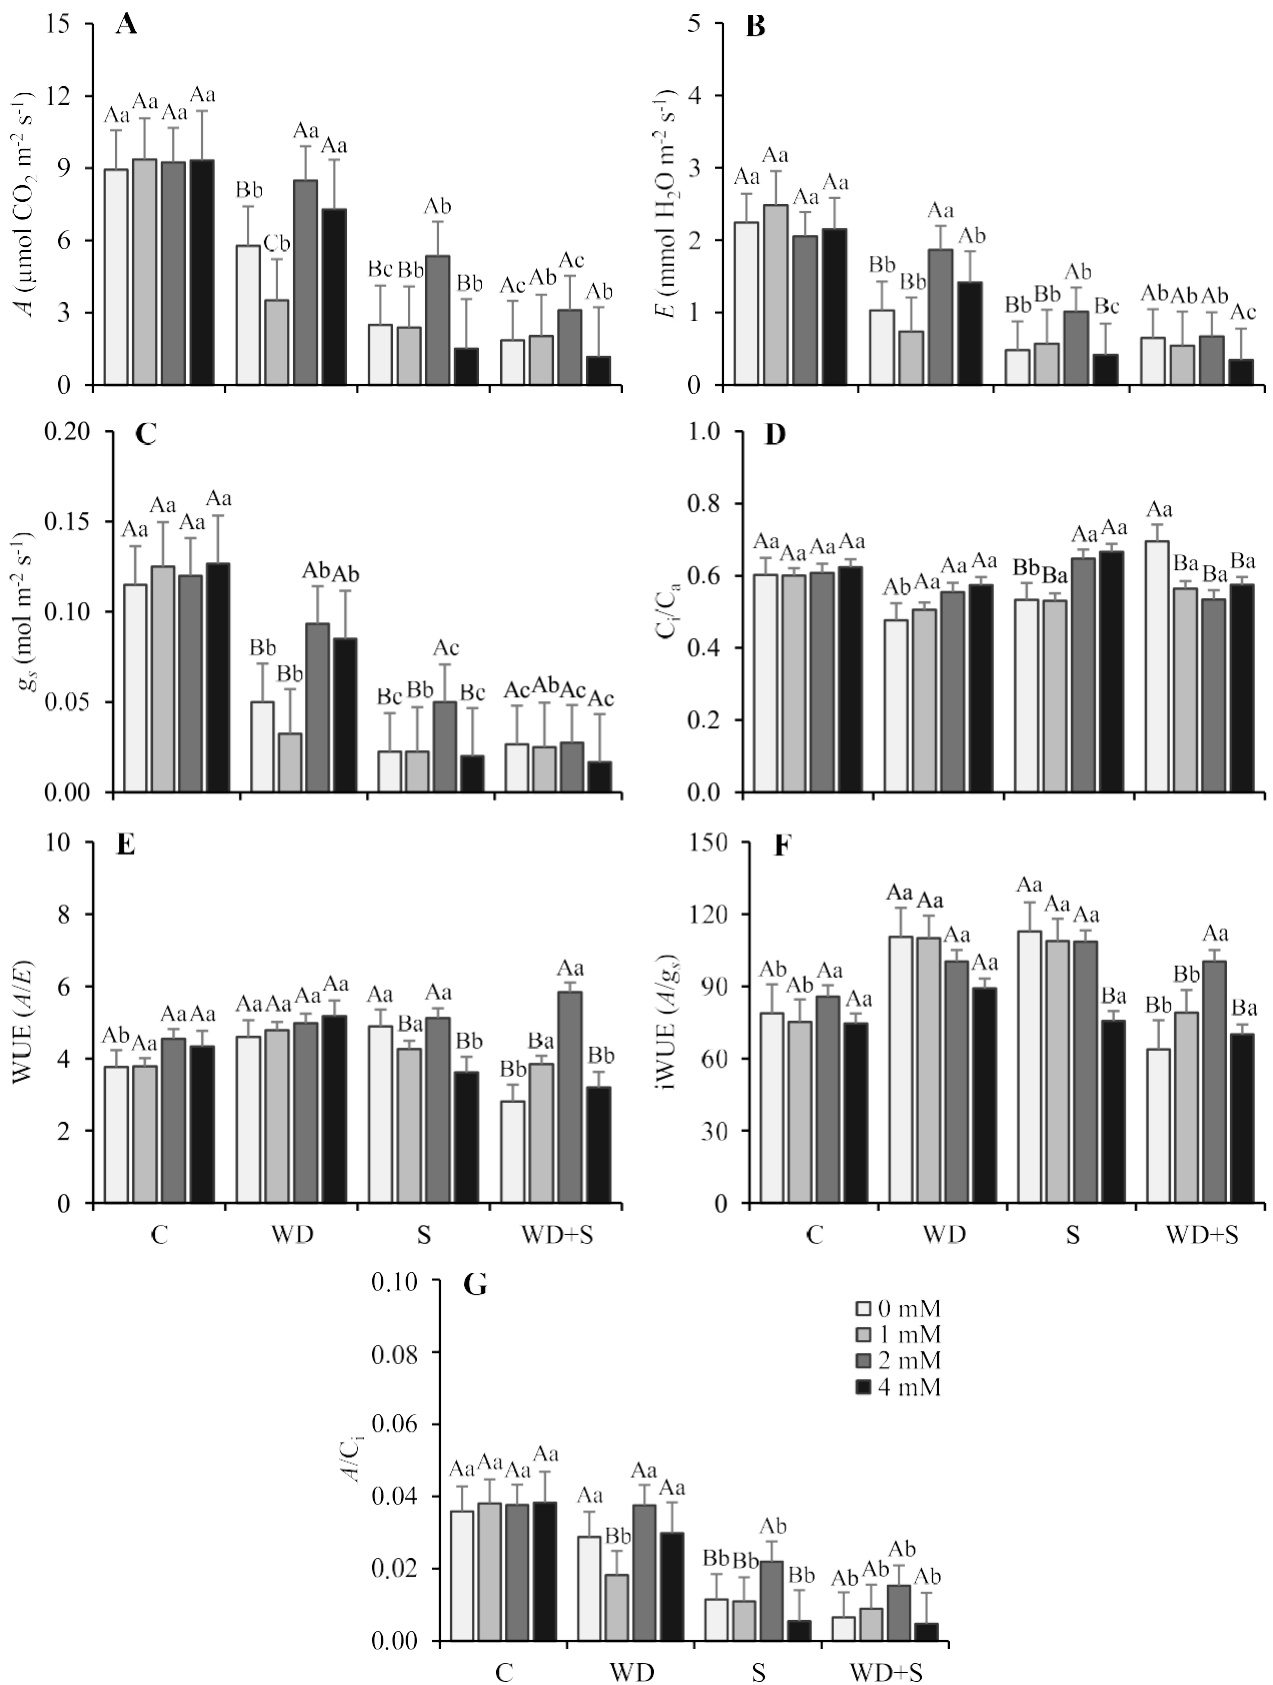 A
15
12
9
6
3
0
A (µmol CO2 m-2 s-1)
Aa Aa Aa Aa
Bb Cb Aa Aa
Bc Bb Ab Bb
Ac Ab Ac Ab
B
5
4
3
2
1
0
E (mmol H2O m-2 s-1)
Aa Aa Aa Aa
Bb Bb Aa Ab
Bb Bb Ab Bc
Ab Ab Ab Ac
C
0.20
0.15
0.10
0.05
0.00
gs (mol m-2 s-1)
Aa Aa Aa Aa
Bb Bb Ab Ab
Bc Bb Ac Bc
Ac Ab Ac Ac
D
1.0
0.8
0.6
0.4
0.2
0.0
Ci/Ca
Aa Aa Aa Aa
Ab Aa Aa Aa
Bb Ba Aa Aa
Aa Ba Ba Ba
E
10
8
6
4
2
0
WUE (A/E)
Ab Aa Aa Aa
Aa Aa Aa Aa
Aa Ba Aa Bb
Bb Ba Aa Bb
C WD S WD+S
F
150
120
90
60
30
0
iWUE (A/gs)
Ab Ab Aa Aa
Aa Aa Aa Aa
Aa Aa Aa Ba
Bb Bb Aa Ba
C WD S WD+S
G
0.10
0.08
0.06
0.04
0.02
0.00
A/Ci
Aa Aa Aa Aa
Aa Bb Aa Aa
Bb Bb Ab Bb
Ab Ab Ab Ab
C WD S WD+S
0 mM
1 mM
2 mM
4 mM